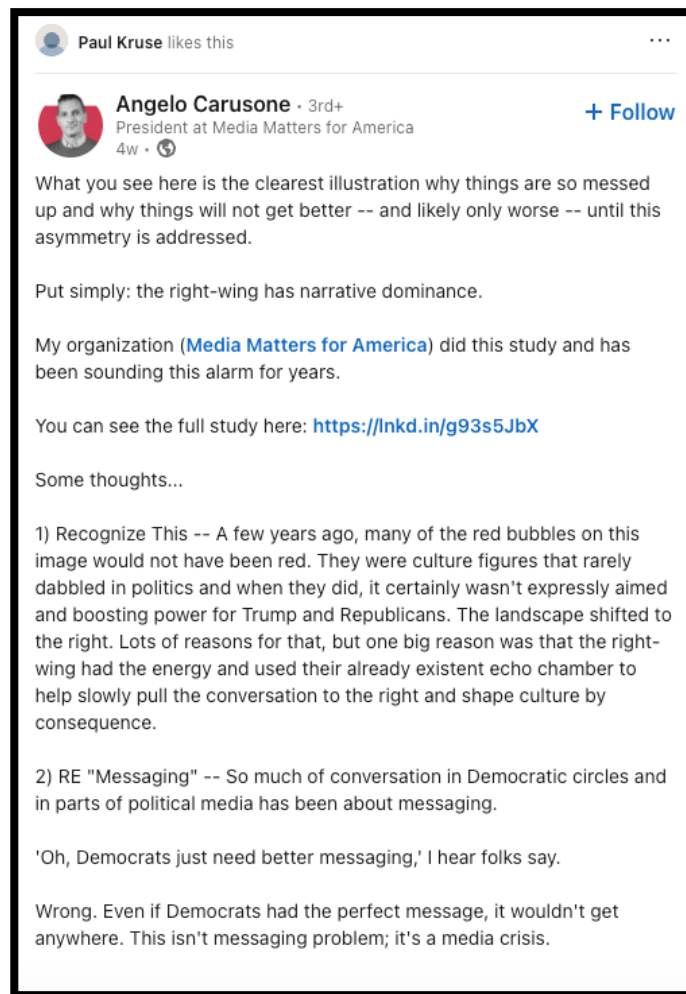 Paul Kruse likes this
...
Angelo Carusone • 3rd+
+ Follow
President at Media Matters for America
4w •
What you see here is the clearest illustration why things are so messed
up and why things will not get better -- and likely only worse -- until this
asymmetry is addressed.
Put simply: the right-wing has narrative dominance.
My organization (Media Matters for America) did this study and has
been sounding this alarm for years.
You can see the full study here: https://lnkd.in/g93s5JbX
Some thoughts...
1) Recognize This -- A few years ago, many of the red bubbles on this
image would not have been red. They were culture figures that rarely
dabbled in politics and when they did, it certainly wasn't expressly aimed
and boosting power for Trump and Republicans. The landscape shifted to
the right. Lots of reasons for that, but one big reason was that the right-
wing had the energy and used their already existent echo chamber to
help slowly pull the conversation to the right and shape culture by
consequence.
2) RE "Messaging" -- So much of conversation in Democratic circles and
in parts of political media has been about messaging.
'Oh, Democrats just need better messaging,' I hear folks say.
Wrong. Even if Democrats had the perfect message, it wouldn't get
anywhere. This isn't messaging problem; it's a media crisis.